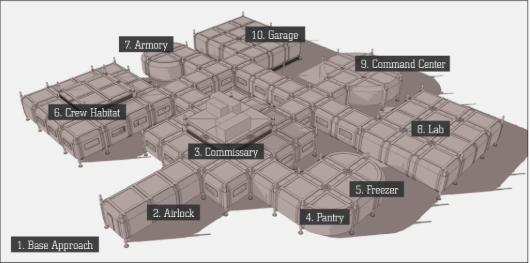 10. Garage
7. Armory
9. Command Center
6. Crew Habitat
8. Lab
3. Commissary
5. Freezer
2. Airlock
4. Pantry
1. Base Approach